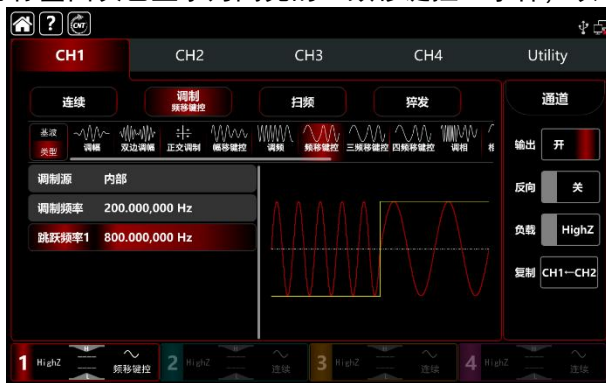 CNT
CH1 CH2 CH3 CH4 Utility
连续 调制 频移键控 扫频 猝发 通道
基波 类型 调幅 双边调幅 正交调制 幅移键控 调频 频移键控 三频移键控 四频移键控 调相
输出 开
调制源 内部
反向 关
调制频率 200.000,000 Hz
负载 HighZ
跳跃频率1 800.000,000 Hz
复制 CH1←CH2
1 HighZ 频移键控 2 HighZ 连续 3 HighZ 连续 4 HighZ 连续